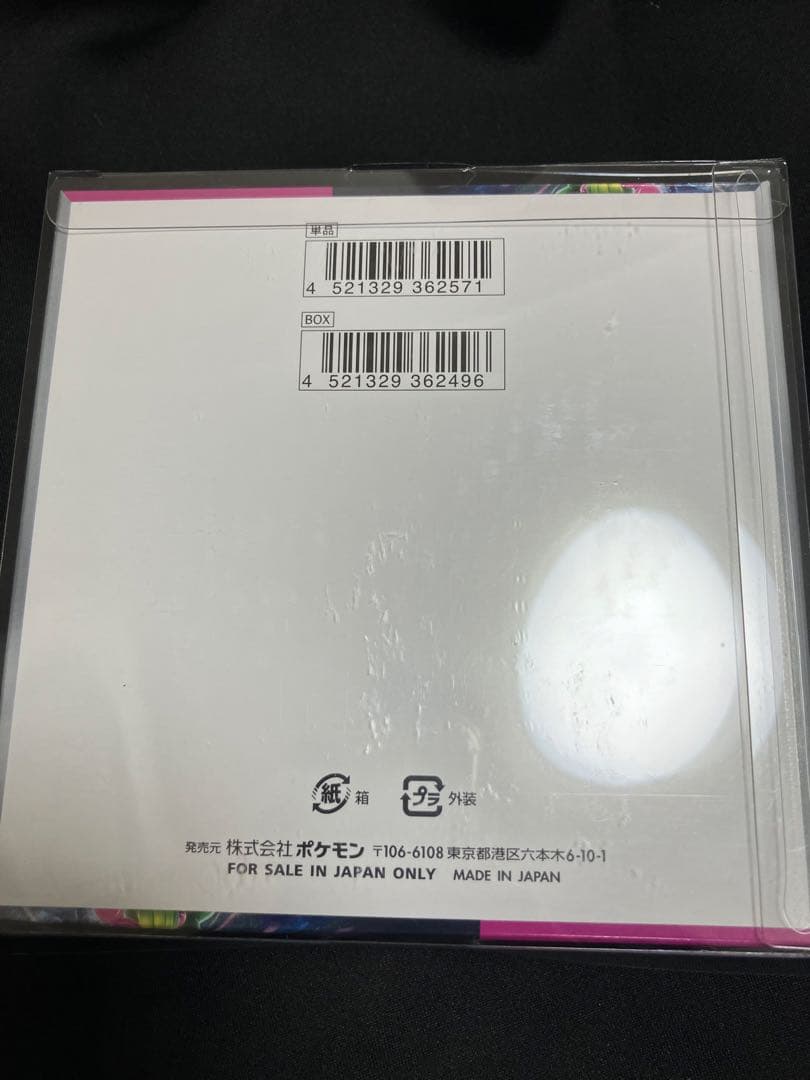 単品
4 521329 362571
BOX
4 521329 362496
紙 箱 プラ 外装
発売元 株式会社 ポケモン 〒106-6108 東京都港区六本木6-10-1
FOR SALE IN JAPAN ONLY MADE IN JAPAN